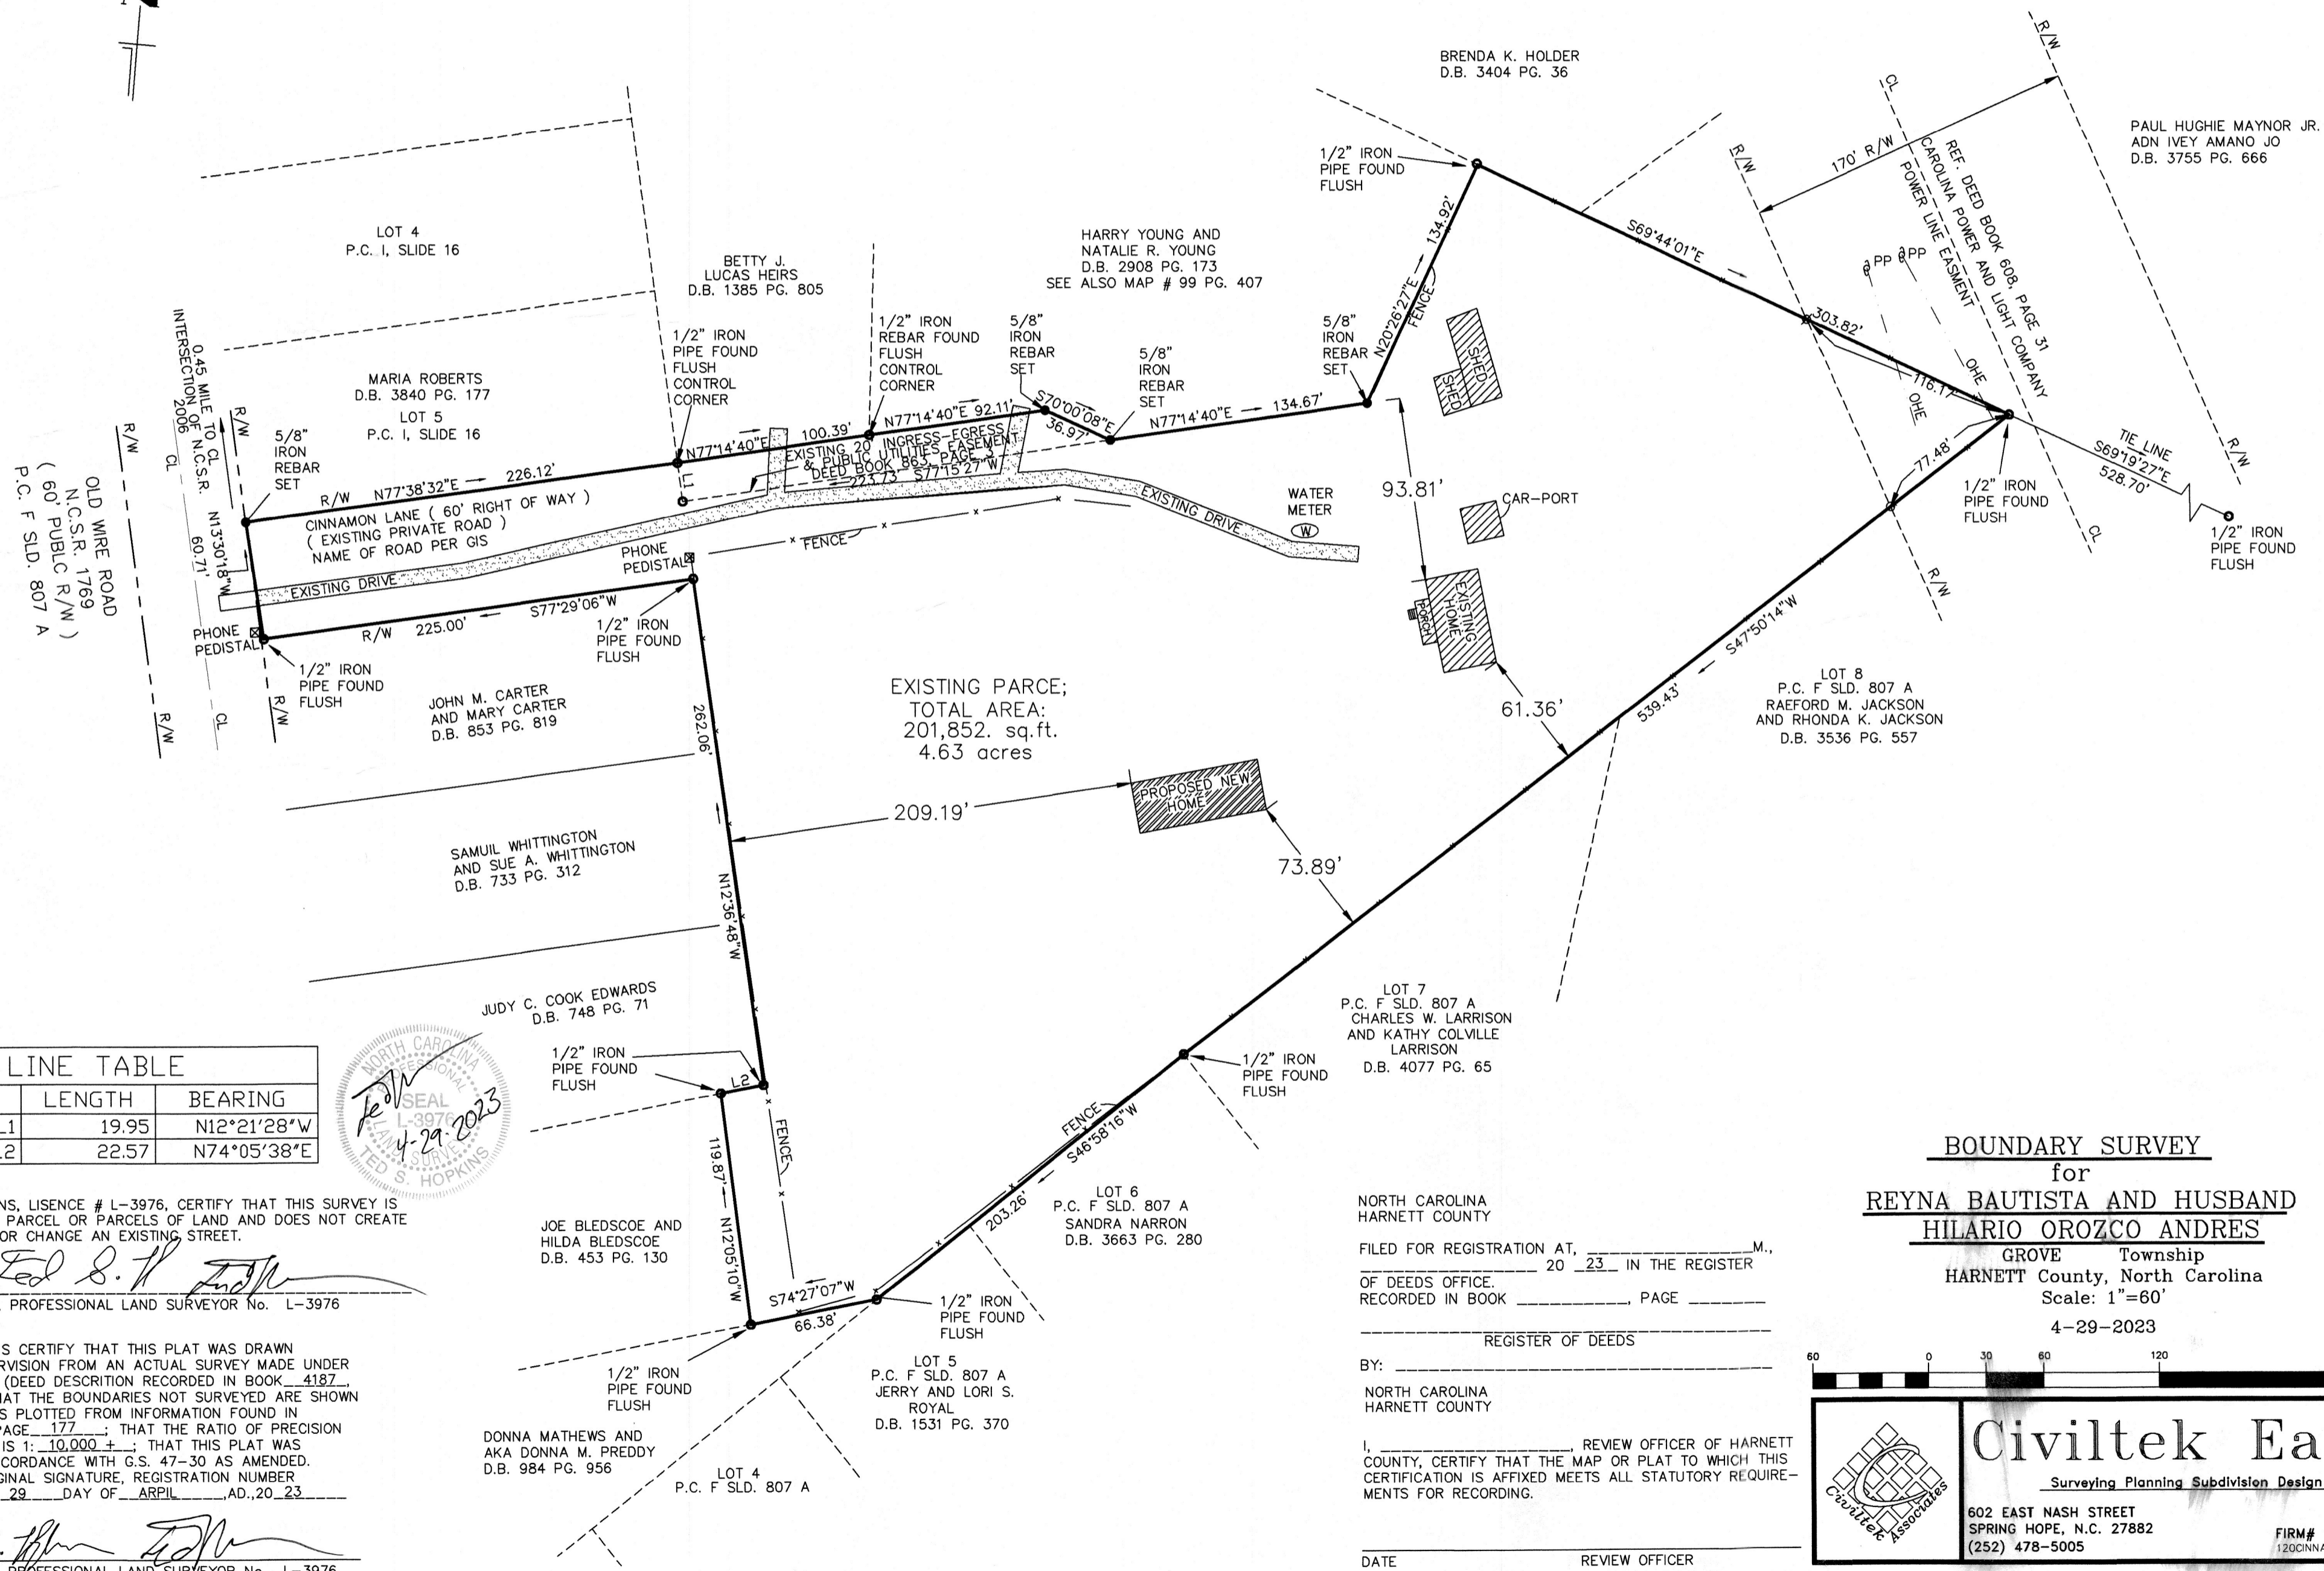 BRENDA K. HOLDER
D.B. 3404 PG. 36
PAUL HUGHIE MAYNOR JR.
ADN IVEY AMANO JO
D.B. 3755 PG. 666
R/W
R/W
CL
170' R/W
REF. DEED BOOK 608, PAGE 31
CAROLINA POWER AND LIGHT COMPANY
POWER LINE EASMENT
PP
PP
OHE
OHE
1/2" IRON
PIPE FOUND
FLUSH
S69°44'01"E
303.82'
116.17'
77.48'
TIE LINE
S69°19'27"E
528.70'
1/2" IRON
PIPE FOUND
FLUSH
1/2" IRON
PIPE FOUND
FLUSH
R/W
CL
R/W
LOT 4
P.C. I, SLIDE 16
BETTY J.
LUCAS HEIRS
D.B. 1385 PG. 805
HARRY YOUNG AND
NATALIE R. YOUNG
D.B. 2908 PG. 173
SEE ALSO MAP # 99 PG. 407
N20°26'27"E
134.92'
FENCE
SHED
SHED
MARIA ROBERTS
D.B. 3840 PG. 177
LOT 5
P.C. I, SLIDE 16
0.45 MILE TO CL
INTERSECTION OF N.C.S.R.
2006
R/W
R/W
CL
OLD WIRE ROAD
N.C.S.R. 1769
( 60' PUBLC R/W )
P.C. F SLD. 807 A
N13°30'18"W
60.71'
5/8"
IRON
REBAR
SET
1/2" IRON
PIPE FOUND
FLUSH
CONTROL
CORNER
1/2" IRON
REBAR FOUND
FLUSH
CONTROL
CORNER
5/8"
IRON
REBAR
SET
5/8"
IRON
REBAR
SET
5/8"
IRON
REBAR
SET
R/W
N77°38'32"E
226.12'
N77°14'40"E
100.39'
N77°14'40"E 92.11'
S70°00'08"E
36.97'
N77°14'40"E
134.67'
L1
EXISTING 20' INGRESS-EGRESS
& PUBLIC UTILITIES EASEMENT
DEED BOOK 863, PAGE 3
223.73' S77°15'27"W
CINNAMON LANE ( 60' RIGHT OF WAY )
( EXISTING PRIVATE ROAD )
NAME OF ROAD PER GIS
EXISTING DRIVE
EXISTING DRIVE
FENCE
WATER
METER
W
93.81'
CAR-PORT
EXISTING
HOME
PORCH
61.36'
PHONE
PEDISTAL
PHONE
PEDISTAL
R/W
225.00'
S77°29'06"W
1/2" IRON
PIPE FOUND
FLUSH
1/2" IRON
PIPE FOUND
FLUSH
R/W
CL
R/W
JOHN M. CARTER
AND MARY CARTER
D.B. 853 PG. 819
262.06'
EXISTING PARCE;
TOTAL AREA:
201,852. sq.ft.
4.63 acres
S47°50'14"W
539.43'
LOT 8
P.C. F SLD. 807 A
RAEFORD M. JACKSON
AND RHONDA K. JACKSON
D.B. 3536 PG. 557
209.19'
PROPOSED NEW
HOME
73.89'
SAMUIL WHITTINGTON
AND SUE A. WHITTINGTON
D.B. 733 PG. 312
N12°36'48"W
JUDY C. COOK EDWARDS
D.B. 748 PG. 71
1/2" IRON
PIPE FOUND
FLUSH
L2
FENCE
119.87'
N12°05'10"W
LOT 7
P.C. F SLD. 807 A
CHARLES W. LARRISON
AND KATHY COLVILLE
LARRISON
D.B. 4077 PG. 65
1/2" IRON
PIPE FOUND
FLUSH
FENCE
S46°58'16"W
203.26'
LOT 6
P.C. F SLD. 807 A
SANDRA NARRON
D.B. 3663 PG. 280
JOE BLEDSCOE AND
HILDA BLEDSCOE
D.B. 453 PG. 130
S74°27'07"W
66.38'
1/2" IRON
PIPE FOUND
FLUSH
1/2" IRON
PIPE FOUND
FLUSH
LOT 5
P.C. F SLD. 807 A
JERRY AND LORI S.
ROYAL
D.B. 1531 PG. 370
DONNA MATHEWS AND
AKA DONNA M. PREDDY
D.B. 984 PG. 956
LOT 4
P.C. F SLD. 807 A
LINE TABLE
LENGTH BEARING
L1 19.95 N12°21'28"W
L2 22.57 N74°05'38"E
NORTH CAROLINA
PROFESSIONAL
SEAL
L-3976
LAND SURVEYOR
TED S. HOPKINS
4-29-2023
NS, LISENCE # L-3976, CERTIFY THAT THIS SURVEY IS
PARCEL OR PARCELS OF LAND AND DOES NOT CREATE
OR CHANGE AN EXISTING STREET.
Ted S. H
PROFESSIONAL LAND SURVEYOR No. L-3976
S CERTIFY THAT THIS PLAT WAS DRAWN
RVISION FROM AN ACTUAL SURVEY MADE UNDER
(DEED DESCRITION RECORDED IN BOOK 4187,
HAT THE BOUNDARIES NOT SURVEYED ARE SHOWN
S PLOTTED FROM INFORMATION FOUND IN
PAGE 177; THAT THE RATIO OF PRECISION
IS 1: 10,000 +; THAT THIS PLAT WAS
CORDANCE WITH G.S. 47-30 AS AMENDED.
GINAL SIGNATURE, REGISTRATION NUMBER
29 DAY OF ARPIL,AD.,20 23
PROFESSIONAL LAND SURVEYOR No. L-3976
NORTH CAROLINA
HARNETT COUNTY
FILED FOR REGISTRATION AT, ________________M.,
________________ 20 23 IN THE REGISTER
OF DEEDS OFFICE.
RECORDED IN BOOK __________, PAGE _______
REGISTER OF DEEDS
BY: ________________
NORTH CAROLINA
HARNETT COUNTY
I, __________________, REVIEW OFFICER OF HARNETT
COUNTY, CERTIFY THAT THE MAP OR PLAT TO WHICH THIS
CERTIFICATION IS AFFIXED MEETS ALL STATUTORY REQUIRE-
MENTS FOR RECORDING.
DATE REVIEW OFFICER
BOUNDARY SURVEY
for
REYNA BAUTISTA AND HUSBAND
HILARIO OROZCO ANDRES
GROVE Township
HARNETT County, North Carolina
Scale: 1"=60'
4-29-2023
60 0 30 60 120
Civiltek Ea
Surveying Planning Subdivision Design
Civiltek Associates
602 EAST NASH STREET
SPRING HOPE, N.C. 27882
(252) 478-5005
FIRM#
120CINNA